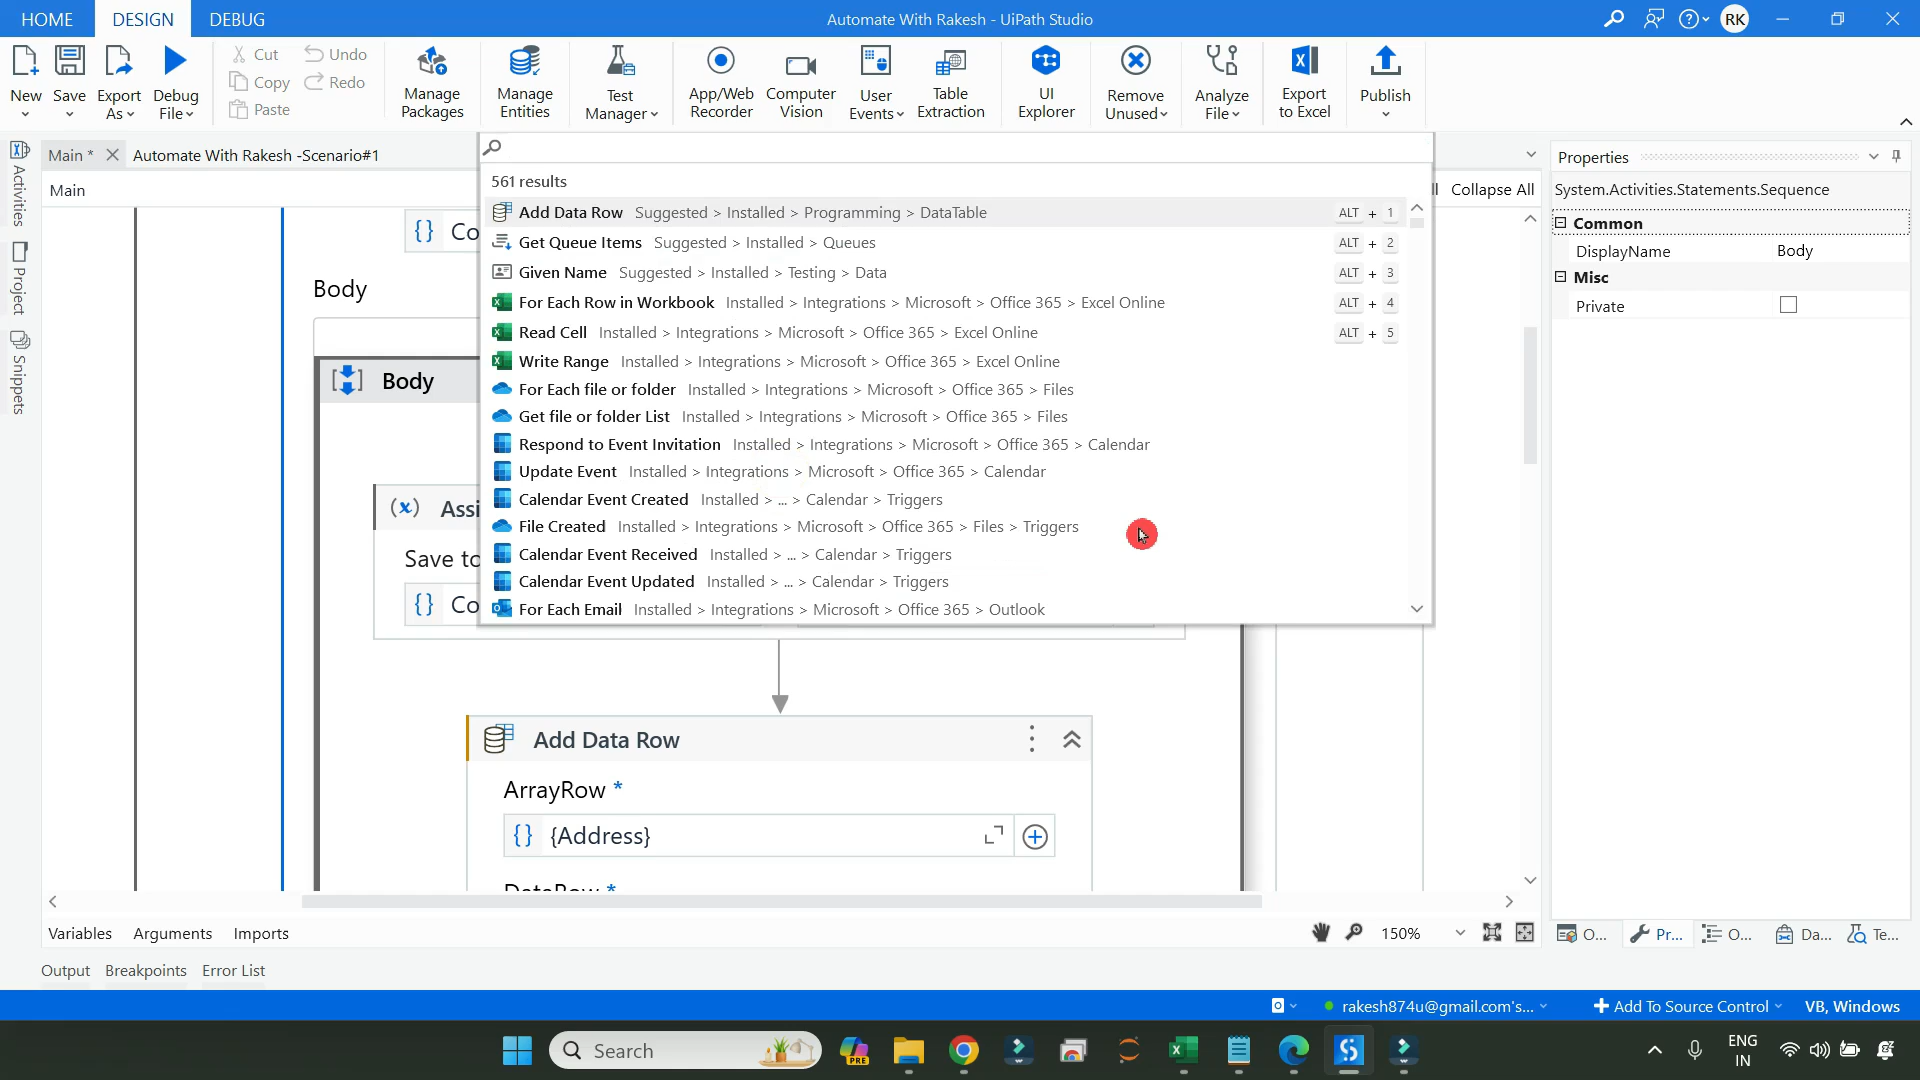 HOME DESIGN DEBUG Automate With Rakesh - UiPath Studio RK
New Save Export As Debug File Cut Copy Paste Undo Redo Manage Packages Manage Entities Test Manager App/Web Recorder Computer Vision User Events Table Extraction UI Explorer Remove Unused Analyze File Export to Excel Publish
Activities Project Snippets
Main * Automate With Rakesh -Scenario#1
Main Collapse All
561 results
Add Data Row Suggested > Installed > Programming > DataTable ALT + 1
Get Queue Items Suggested > Installed > Queues ALT + 2
Given Name Suggested > Installed > Testing > Data ALT + 3
For Each Row in Workbook Installed > Integrations > Microsoft > Office 365 > Excel Online ALT + 4
Read Cell Installed > Integrations > Microsoft > Office 365 > Excel Online ALT + 5
Write Range Installed > Integrations > Microsoft > Office 365 > Excel Online
For Each file or folder Installed > Integrations > Microsoft > Office 365 > Files
Get file or folder List Installed > Integrations > Microsoft > Office 365 > Files
Respond to Event Invitation Installed > Integrations > Microsoft > Office 365 > Calendar
Update Event Installed > Integrations > Microsoft > Office 365 > Calendar
Calendar Event Created Installed > ... > Calendar > Triggers
File Created Installed > Integrations > Microsoft > Office 365 > Files > Triggers
Calendar Event Received Installed > ... > Calendar > Triggers
Calendar Event Updated Installed > ... > Calendar > Triggers
For Each Email Installed > Integrations > Microsoft > Office 365 > Outlook
{} Co
Body
Body
(x) Assi
Save to
{} Co
Add Data Row
ArrayRow *
{} {Address}
DataRow *
Properties
System.Activities.Statements.Sequence
Common
DisplayName Body
Misc
Private
Variables Arguments Imports 150% O... Pr... O... Da... Te...
Output Breakpoints Error List
rakesh874u@gmail.com's... Add To Source Control VB, Windows
Search PRE ENG
IN